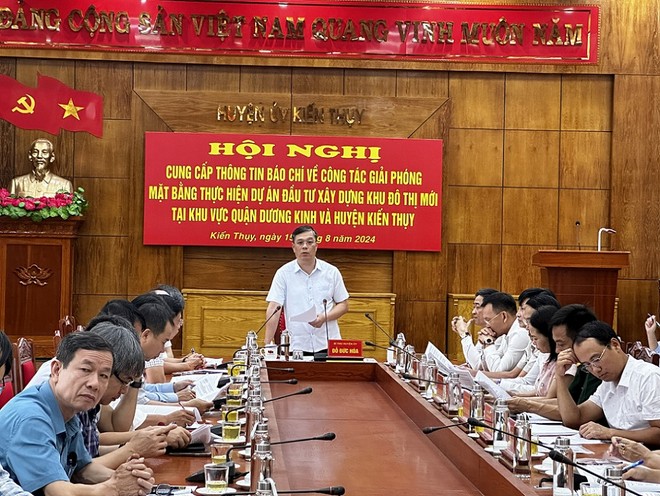 ĐẢNG CỘNG SẢN VIỆT NAM QUANG VINH MUÔN NĂM
HUYỆN ỦY KIẾN THỤY
HỘI NGHỊ
CUNG CẤP THÔNG TIN BÁO CHÍ VỀ CÔNG TÁC GIẢI PHÓNG
MẶT BẰNG THỰC HIỆN DỰ ÁN ĐẦU TƯ XÂY DỰNG KHU ĐÔ THỊ MỚI
TẠI KHU VỰC QUẬN DƯƠNG KINH VÀ HUYỆN KIẾN THỤY
Kiến Thụy, ngày 15 tháng 8 năm 2024
ĐỖ ĐỨC HÒA